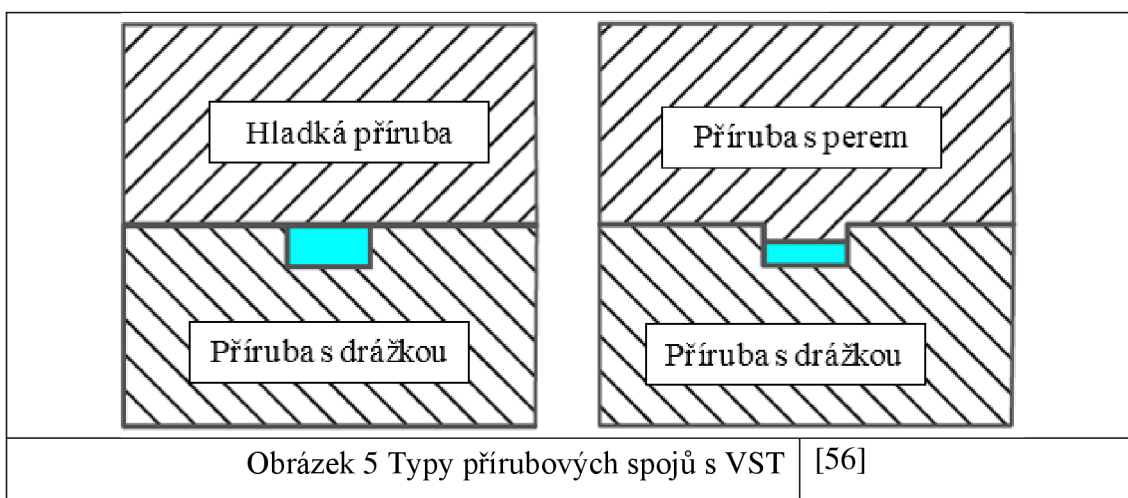 Hladká příruba
Příruba s drážkou
Příruba s perem
Příruba s drážkou
Obrázek 5 Typy přírubových spojů s VST [56]